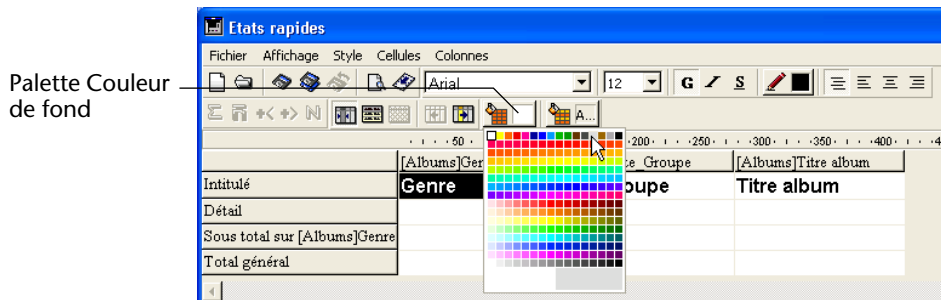 Etats rapides
Fichier Affichage Style Cellules Colonnes
Palette Couleur
de fond
Arial 12 G I S
A...
50 200 250 300 350 400
[Albums]Ger e_Groupe [Albums]Titre album
Intitulé Genre oupe Titre album
Détail
Sous total sur [Albums]Genre
Total général